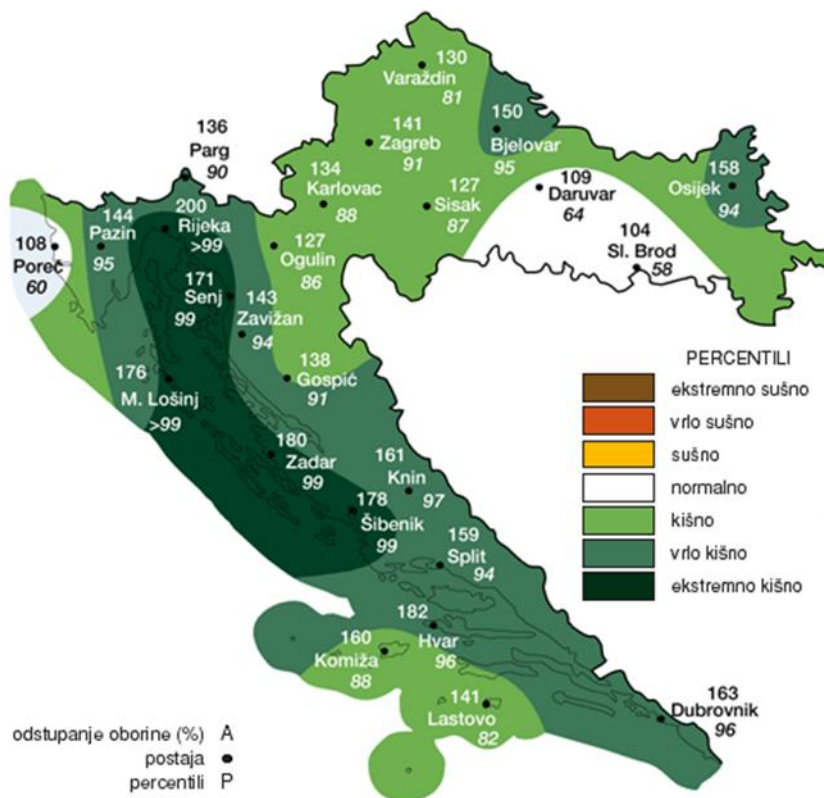 130
Varaždin
81
150
Bjelovar
95
141
Zagreb
91
136
Parg
90
134
Karlovac
88
127
Sisak
87
109
Daruvar
64
158
Osijek
94
104
Sl. Brod
58
200
Rijeka
>99
144
Pazin
95
108
Poreč
60
127
Ogulin
86
171
Senj
99
143
Zavižan
94
138
Gospić
91
176
M. Lošinj
>99
180
Zadar
99
161
Knin
97
178
Šibenik
99
159
Split
94
182
Hvar
96
160
Komiža
88
141
Lastovo
82
163
Dubrovnik
96
PERCENTILI
ekstremno sušno
vrlo sušno
sušno
normalno
kišno
vrlo kišno
ekstremno kišno
odstupanje oborine (%) A
postaja
percentili P